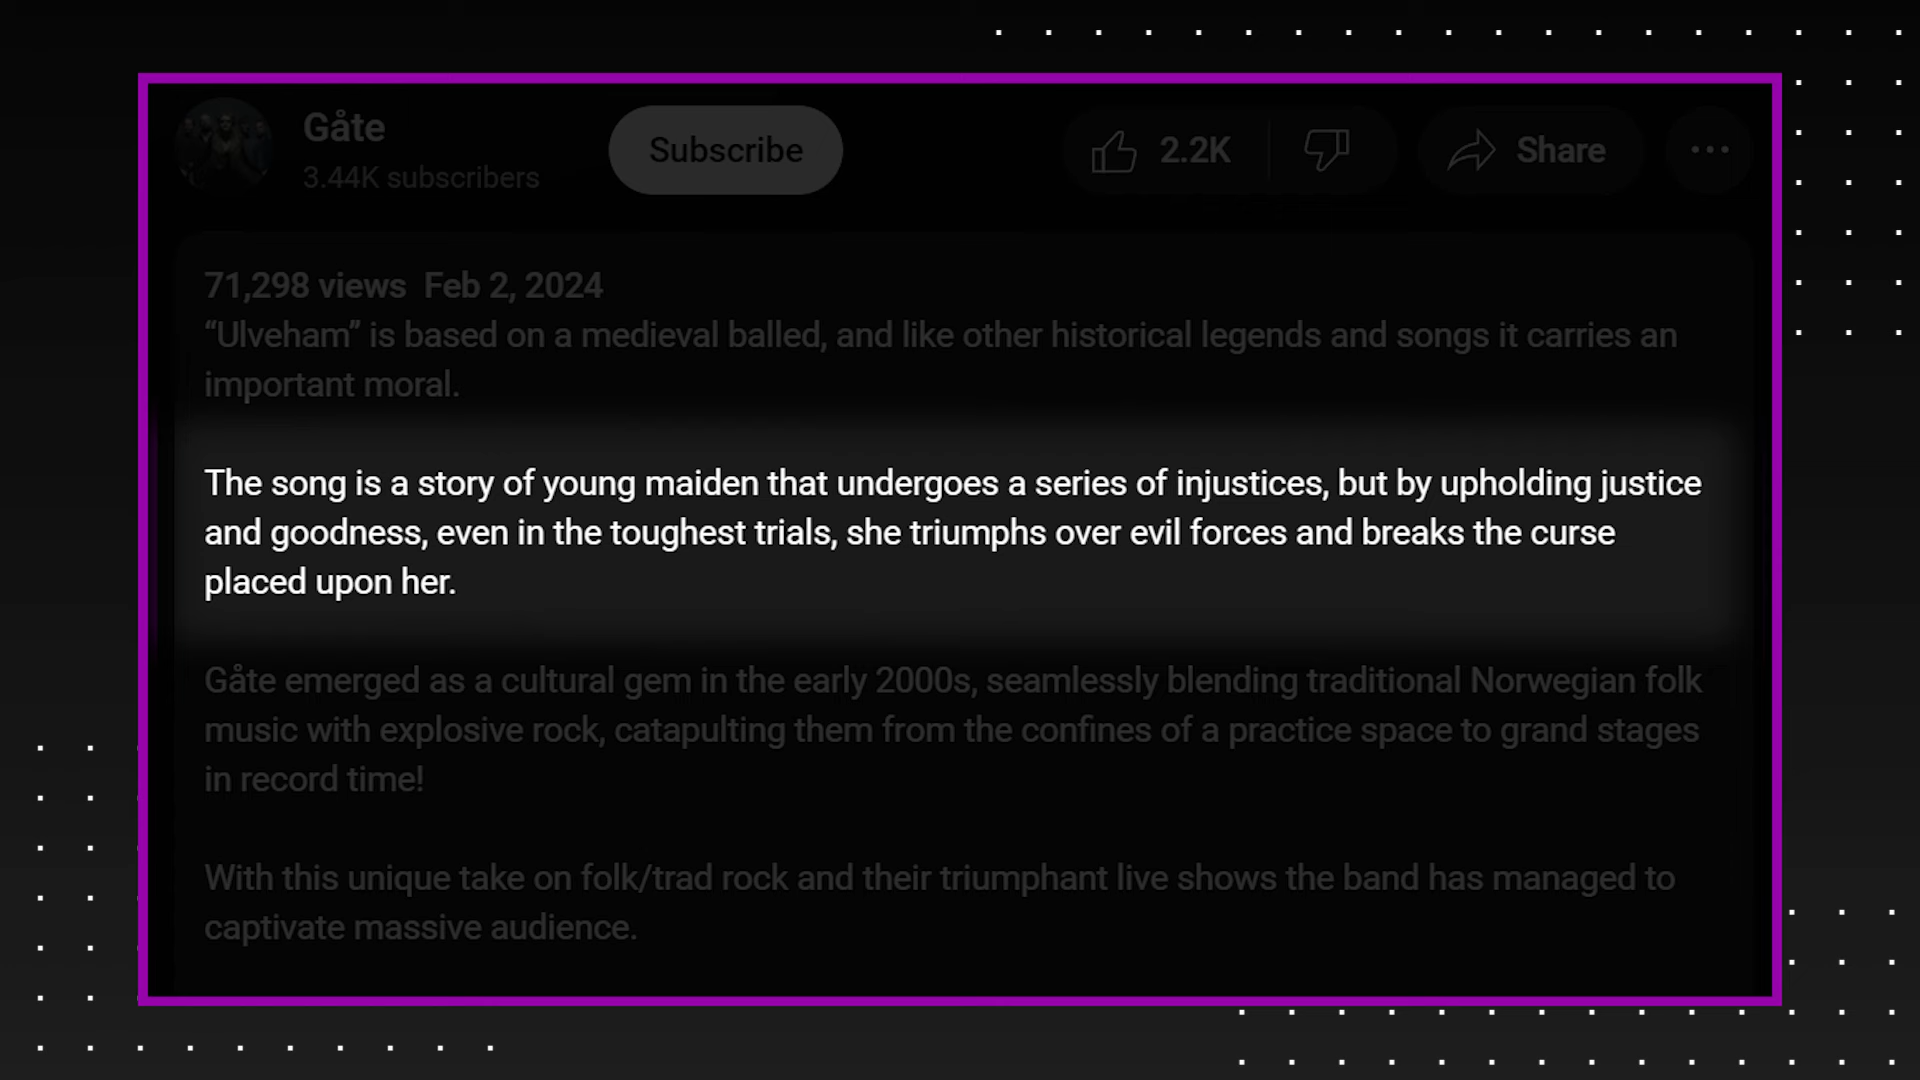 Gåte
3.44K subscribers
Subscribe
2.2K
Share
71,298 views Feb 2, 2024
“Ulveham” is based on a medieval balled, and like other historical legends and songs it carries an
important moral.
The song is a story of young maiden that undergoes a series of injustices, but by upholding justice
and goodness, even in the toughest trials, she triumphs over evil forces and breaks the curse
placed upon her.
Gåte emerged as a cultural gem in the early 2000s, seamlessly blending traditional Norwegian folk
music with explosive rock, catapulting them from the confines of a practice space to grand stages
in record time!
With this unique take on folk/trad rock and their triumphant live shows the band has managed to
captivate massive audience.